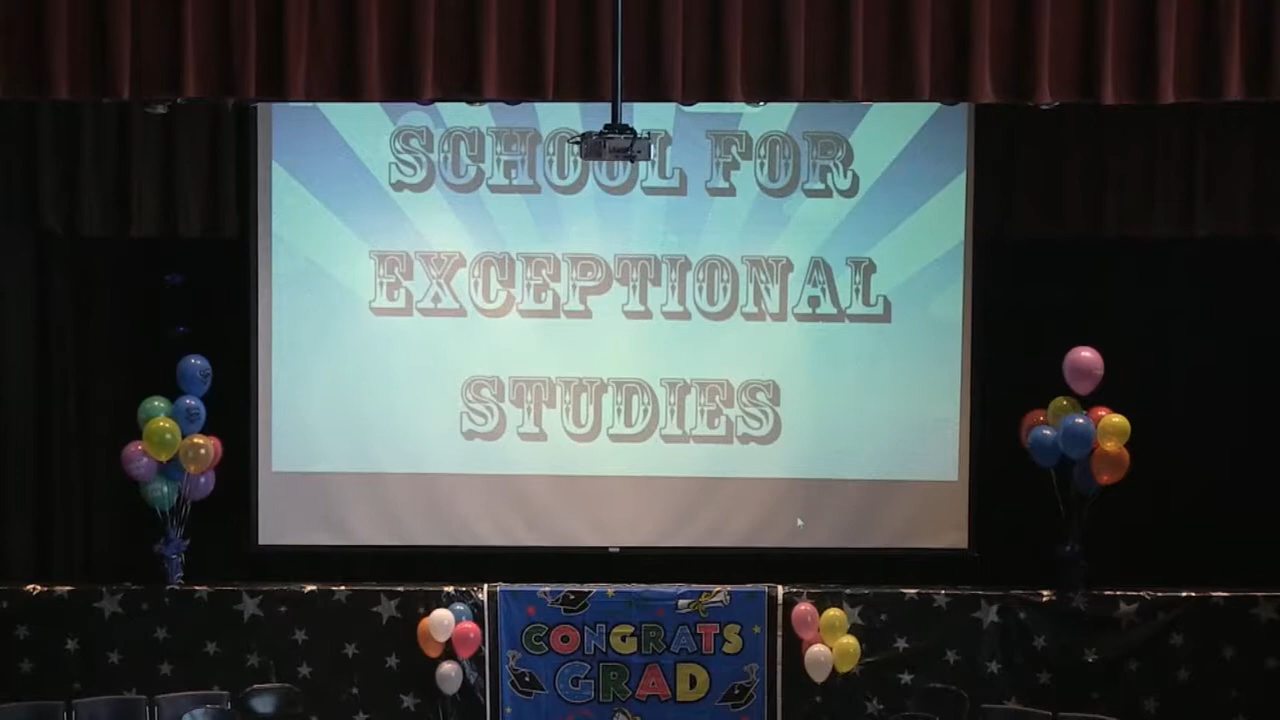 SCHOOL FOR
EXCEPTIONAL
STUDIES
CONGRATS
GRAD